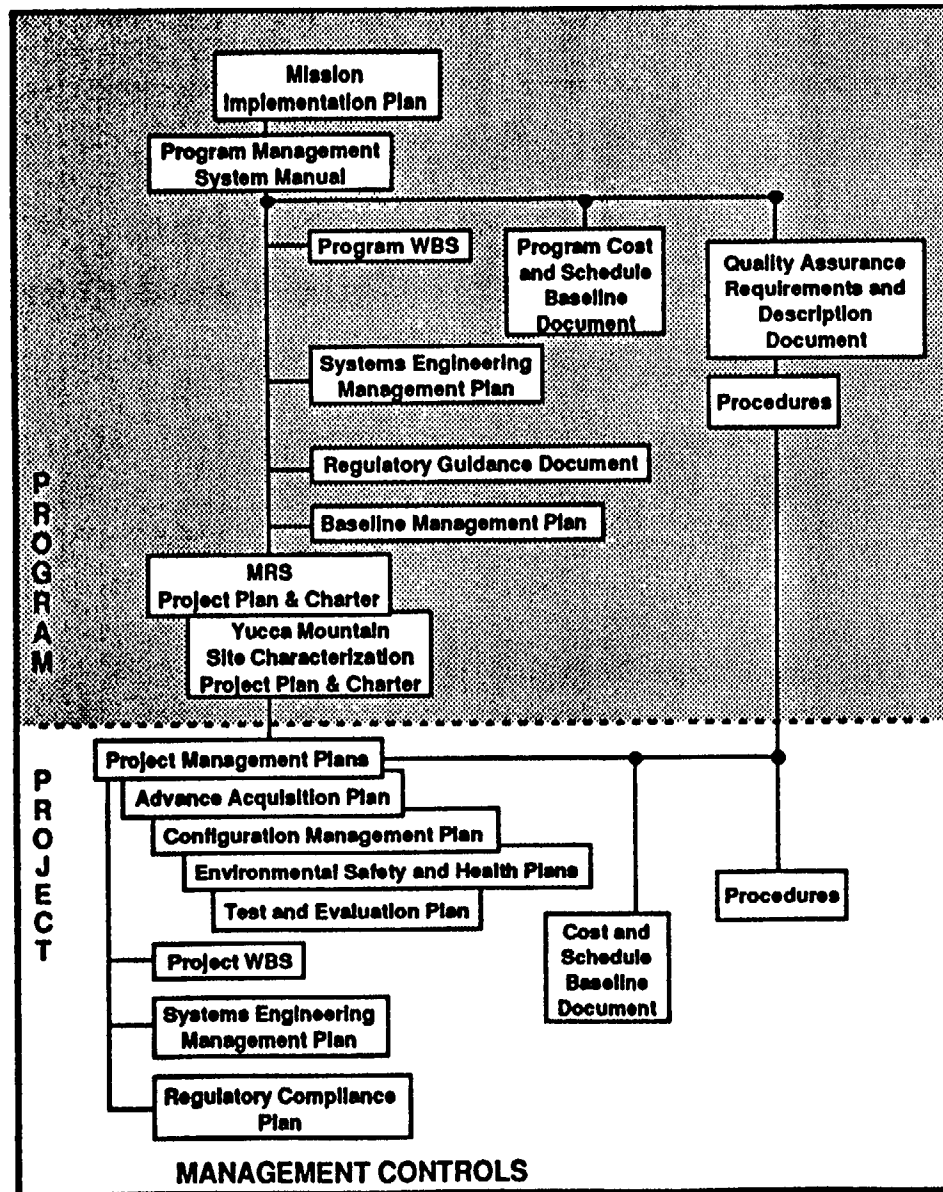 Mission
Implementation Plan
Program Management
System Manual
Program WBS
Program Cost
and Schedule
Baseline
Document
Quality Assurance
Requirements and
Description
Document
Systems Engineering
Management Plan
Procedures
Regulatory Guidance Document
Baseline Management Plan
MRS
Project Plan & Charter
Yucca Mountain
Site Characterization
Project Plan & Charter
PROGRAM
Project Management Plans
Advance Acquisition Plan
Configuration Management Plan
Environmental Safety and Health Plans
Test and Evaluation Plan
Project WBS
Systems Engineering
Management Plan
Regulatory Compliance
Plan
Cost and
Schedule
Baseline
Document
Procedures
PROJECT
MANAGEMENT CONTROLS